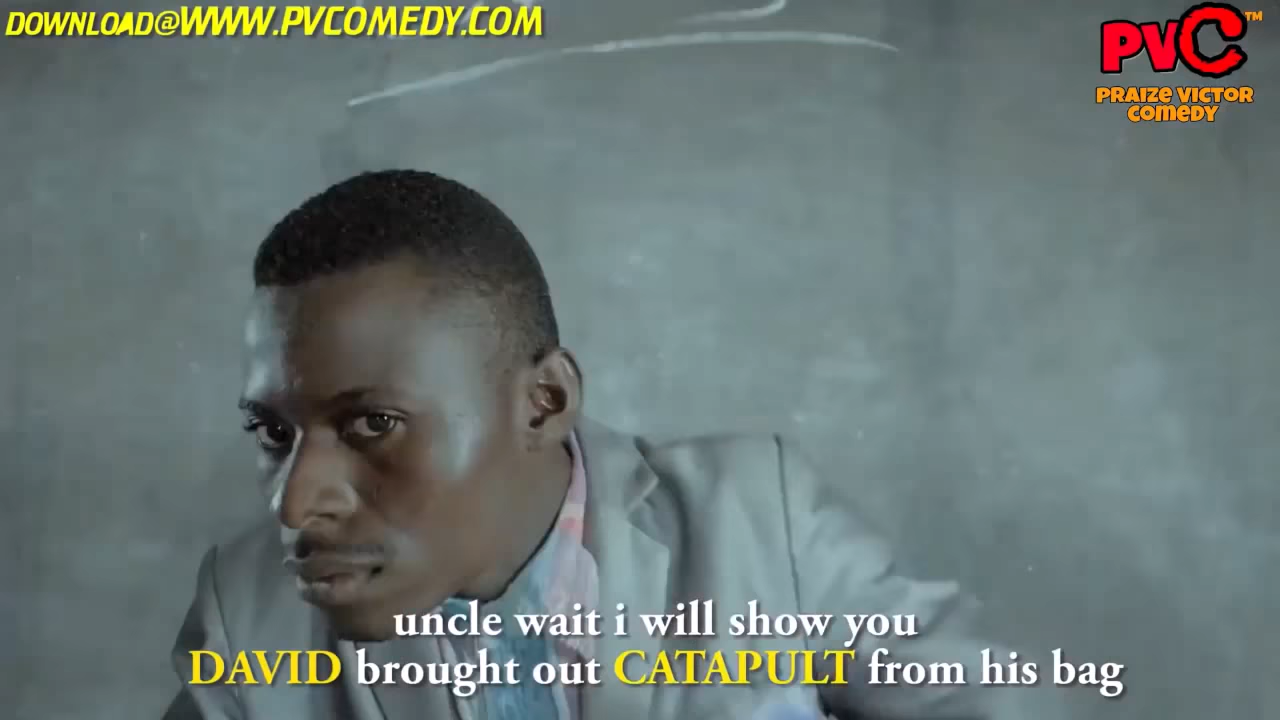 DOWNLOAD@WWW.PVCOMEDY.COM
PVC™
PRAIZE VICTOR
COMEDY
uncle wait i will show you
DAVID brought out CATAPULT from his bag